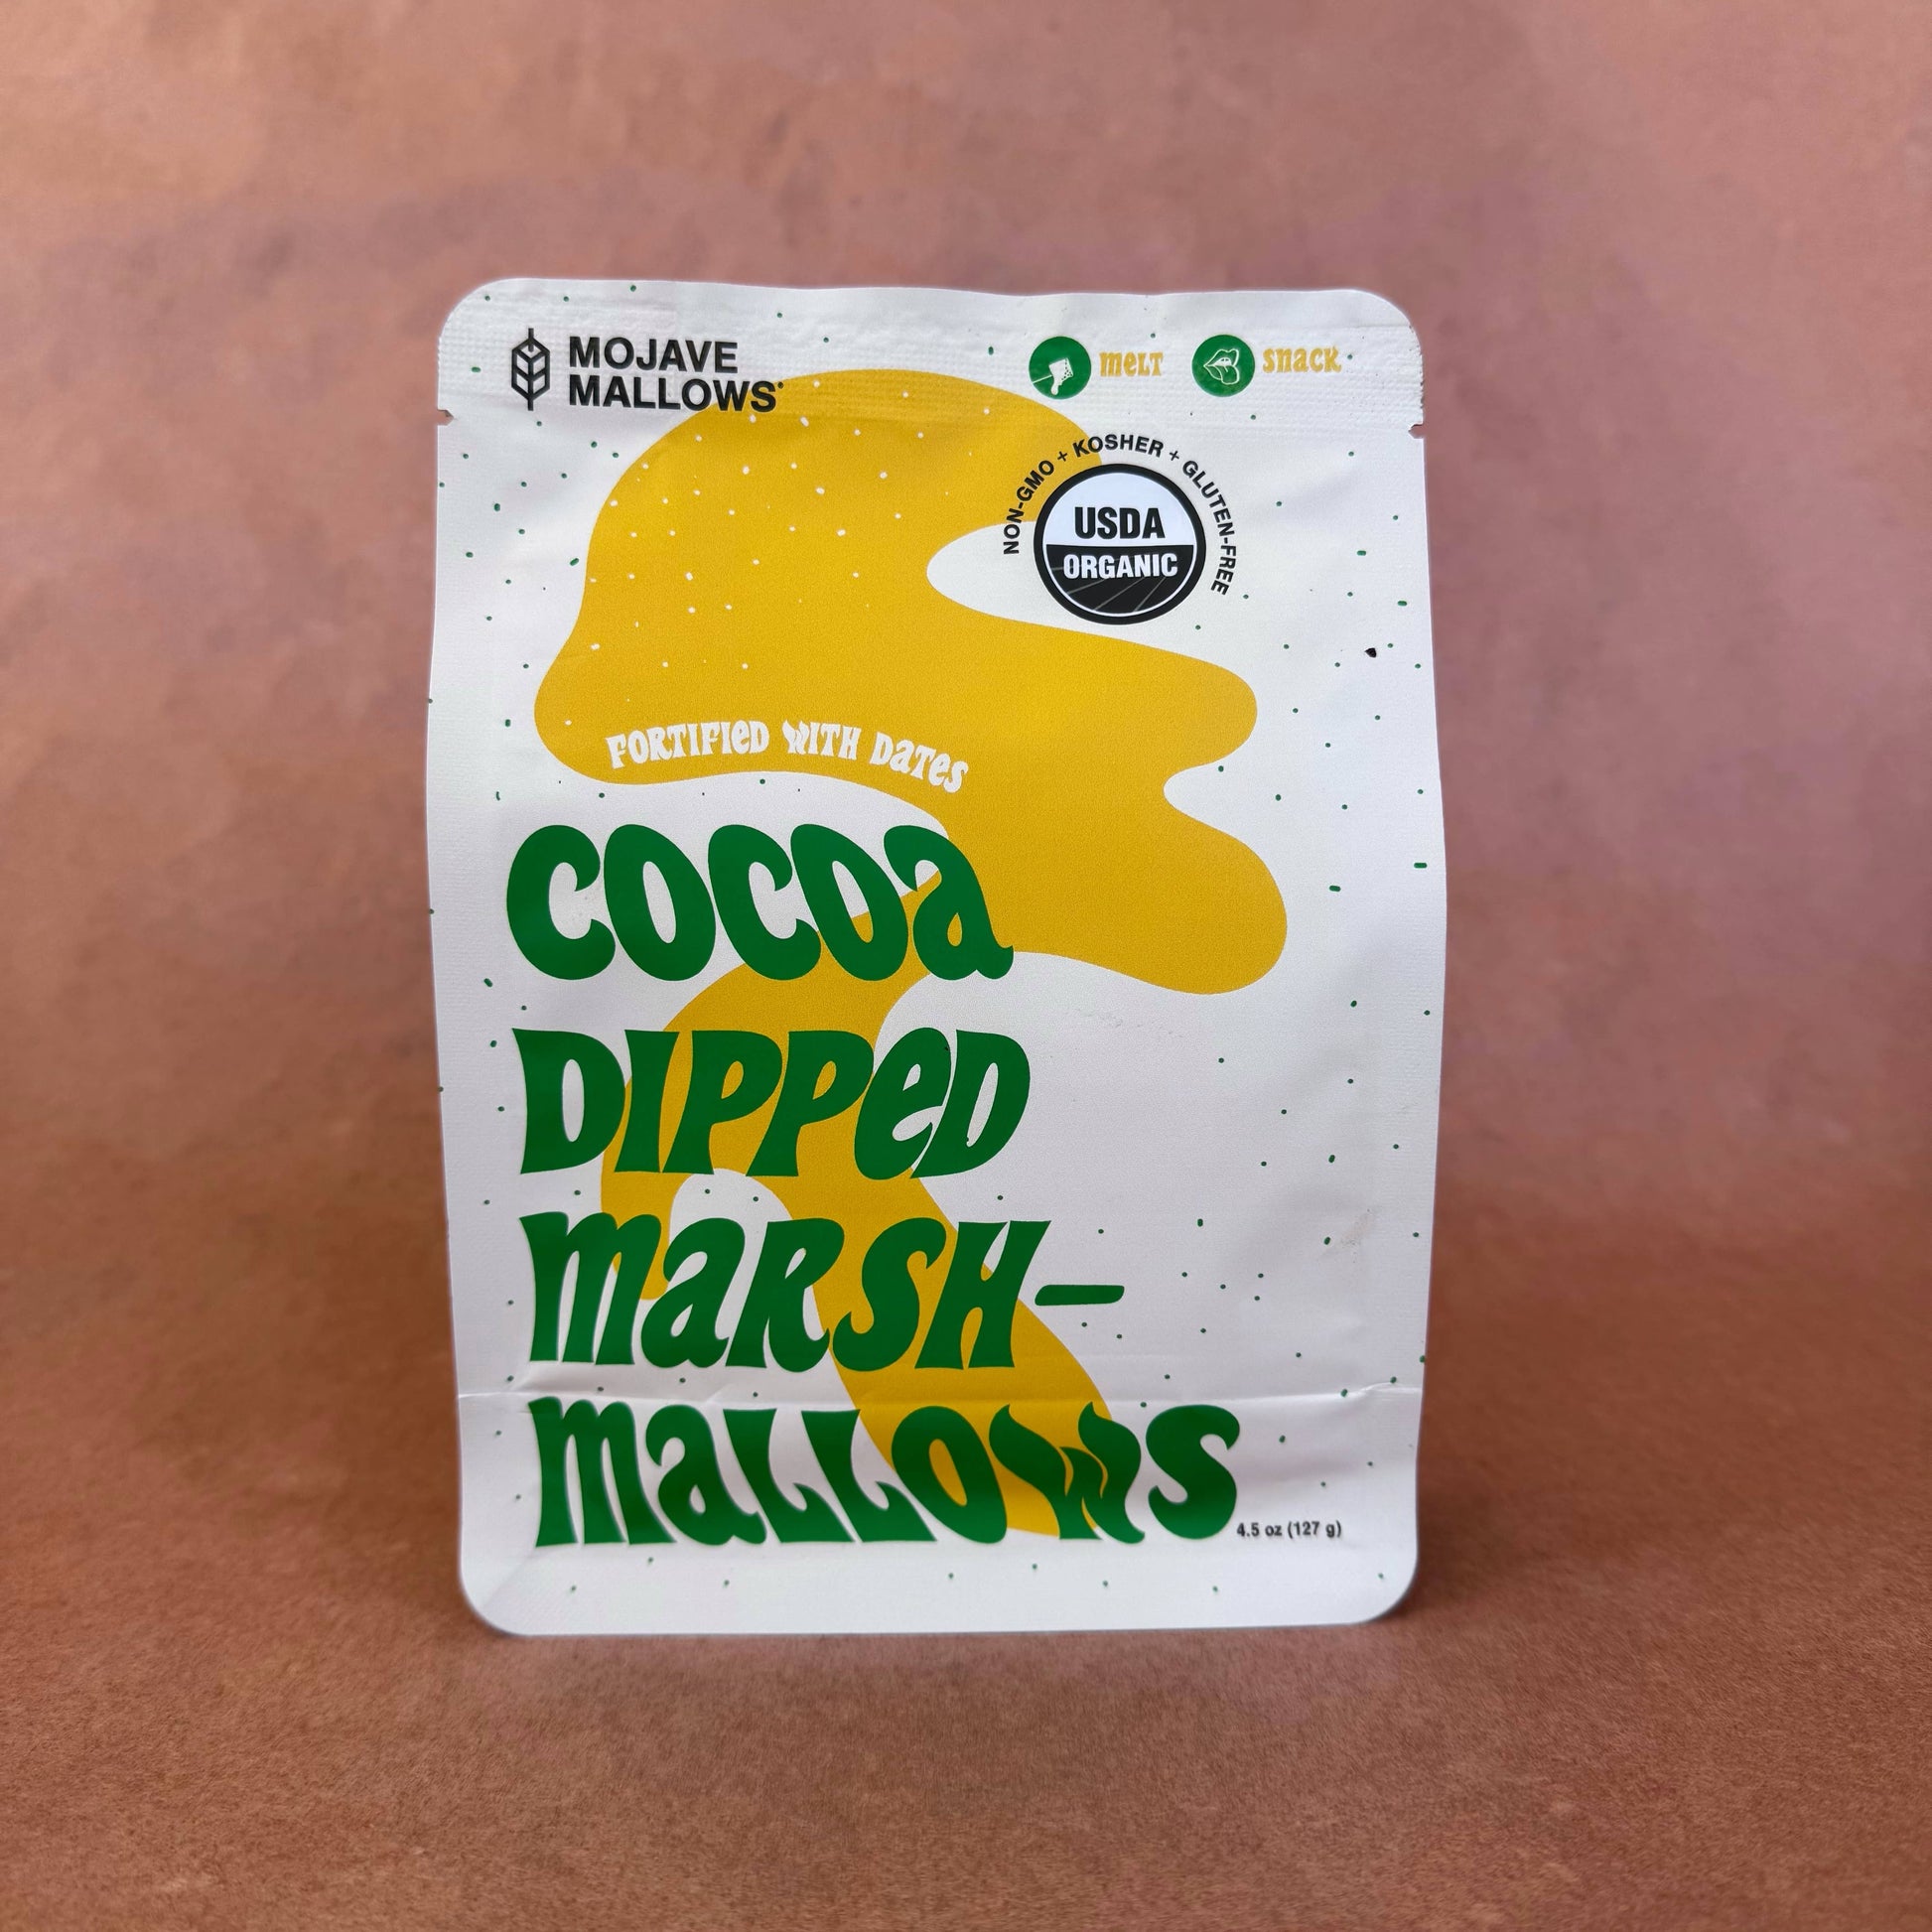 MOJAVE
MALLOWS
melt
snack
NON-GMO + KOSHER + GLUTEN-FREE
USDA
ORGANIC
FORTIFIED WITH DATES
COCOA
DIPPED
MARSH-
MALLOWS
4.5 oz (127 g)